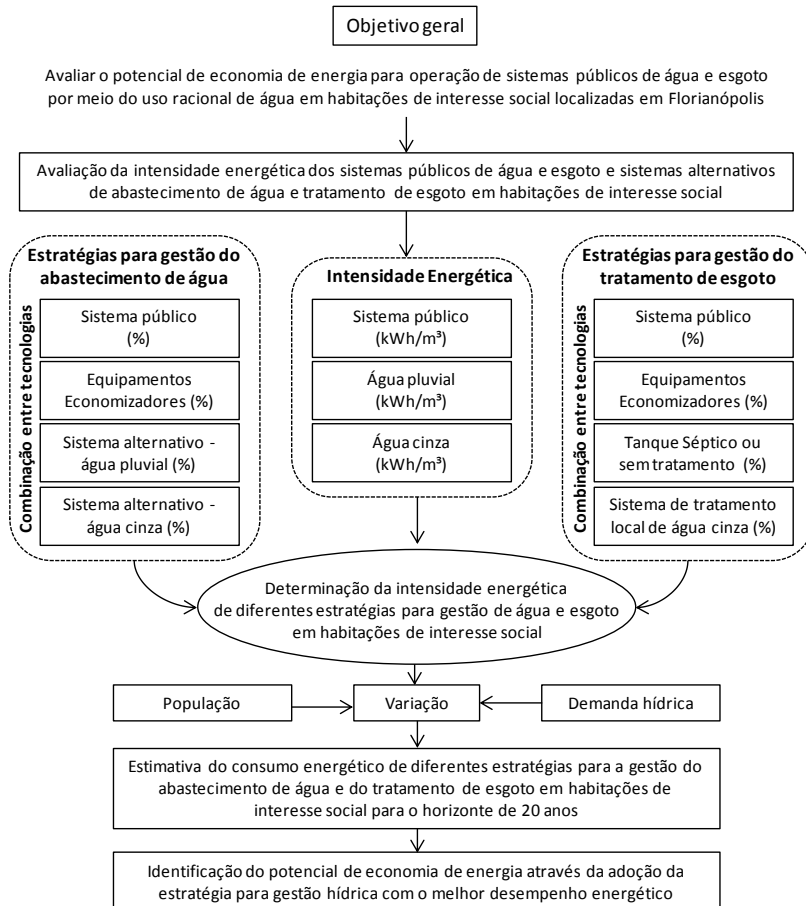 Objetivo geral
Avaliar o potencial de economia de energia para operação de sistemas públicos de água e esgoto
por meio do uso racional de água em habitações de interesse social localizadas em Florianópolis
Avaliação da intensidade energética dos sistemas públicos de água e esgoto e sistemas alternativos
de abastecimento de água e tratamento de esgoto em habitações de interesse social
Estratégias para gestão do
abastecimento de água
Combinação entre tecnologias
Sistema público
(%)
Equipamentos
Economizadores (%)
Sistema alternativo -
água pluvial (%)
Sistema alternativo -
água cinza (%)
Intensidade Energética
Sistema público
(kWh/m³)
Água pluvial
(kWh/m³)
Água cinza
(kWh/m³)
Estratégias para gestão do
tratamento de esgoto
Combinação entre tecnologias
Sistema público
(%)
Equipamentos
Economizadores (%)
Tanque Séptico ou
sem tratamento (%)
Sistema de tratamento
local de água cinza (%)
Determinação da intensidade energética
de diferentes estratégias para gestão de água e esgoto
em habitações de interesse social
População
Variação
Demanda hídrica
Estimativa do consumo energético de diferentes estratégias para a gestão do
abastecimento de água e do tratamento de esgoto em habitações de
interesse social para o horizonte de 20 anos
Identificação do potencial de economia de energia através da adoção da
estratégia para gestão hídrica com o melhor desempenho energético